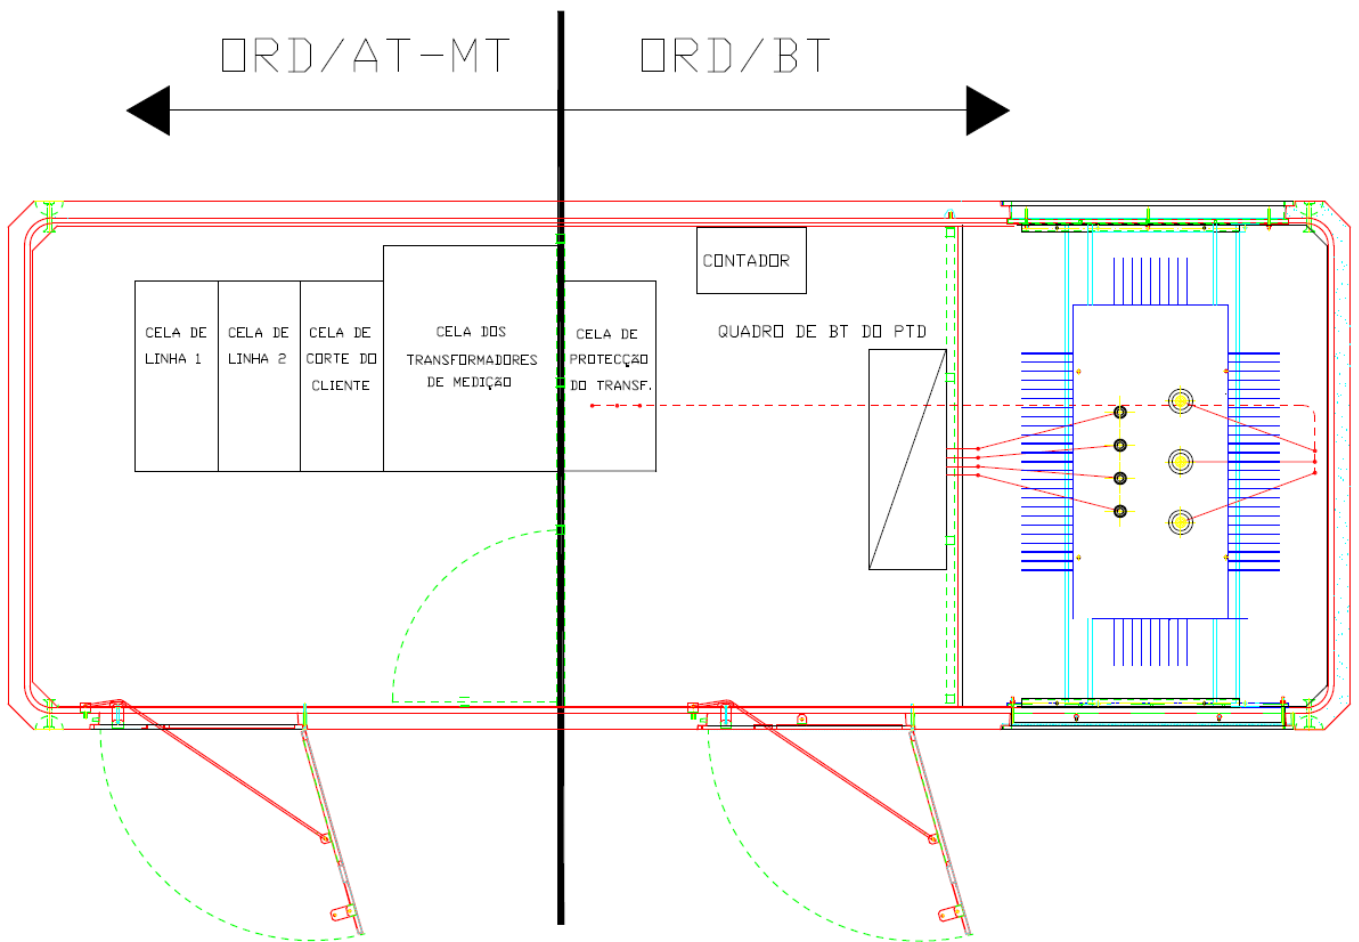 ORD/AT-MT
ORD/BT
CONTADOR
QUADRO DE BT DO PTD
CELA DE
LINHA 1
CELA DE
LINHA 2
CELA DE
CORTE DO
CLIENTE
CELA DOS
TRANSFORMADORES
DE MEDIÇÃO
CELA DE
PROTECÇÃO
DO TRANSF.